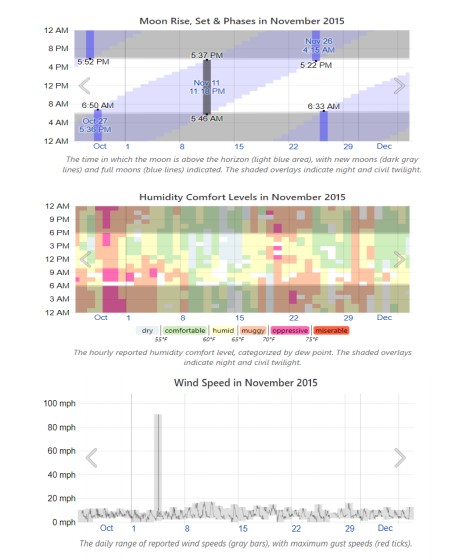 Moon Rise, Set & Phases in November 2015
12 AM
8 PM
4 PM
12 PM
8 AM
4 AM
12 AM
5:52 PM
6:50 AM
Oct 27
5:36 PM
5:37 PM
Nov 11
5:46 AM
Nov 26
4:15 AM
5:22 PM
6:33 AM
Oct 1 8 15 22 29 Dec
The time in which the moon is above the horizon (light blue area), with new moons (dark gray
lines) and full moons (blue lines) indicated. The shaded overlays indicate night and civil twilight.
Humidity Comfort Levels in November 2015
12 AM
9 PM
6 PM
3 PM
12 PM
9 AM
6 AM
3 AM
12 AM
Oct 1 8 15 22 29 Dec
dry comfortable humid muggy oppressive miserable
55°F 60°F 65°F 70°F 75°F
The hourly reported humidity comfort level, categorized by dew point. The shaded overlays
indicate night and civil twilight.
Wind Speed in November 2015
100 mph
80 mph
60 mph
40 mph
20 mph
0 mph
Oct 1 8 15 22 29 Dec
The daily range of reported wind speeds (gray bars), with maximum gust speeds (red ticks).